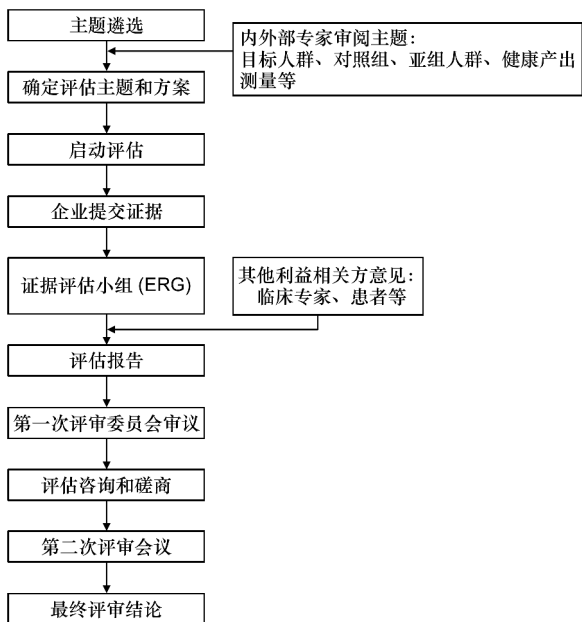 主题遴选
内外部专家审阅主题：
目标人群、对照组、亚组人群、健康产出
测量等
确定评估主题和方案
启动评估
企业提交证据
证据评估小组 (ERG)
其他利益相关方意见：
临床专家、患者等
评估报告
第一次评审委员会审议
评估咨询和磋商
第二次评审会议
最终评审结论